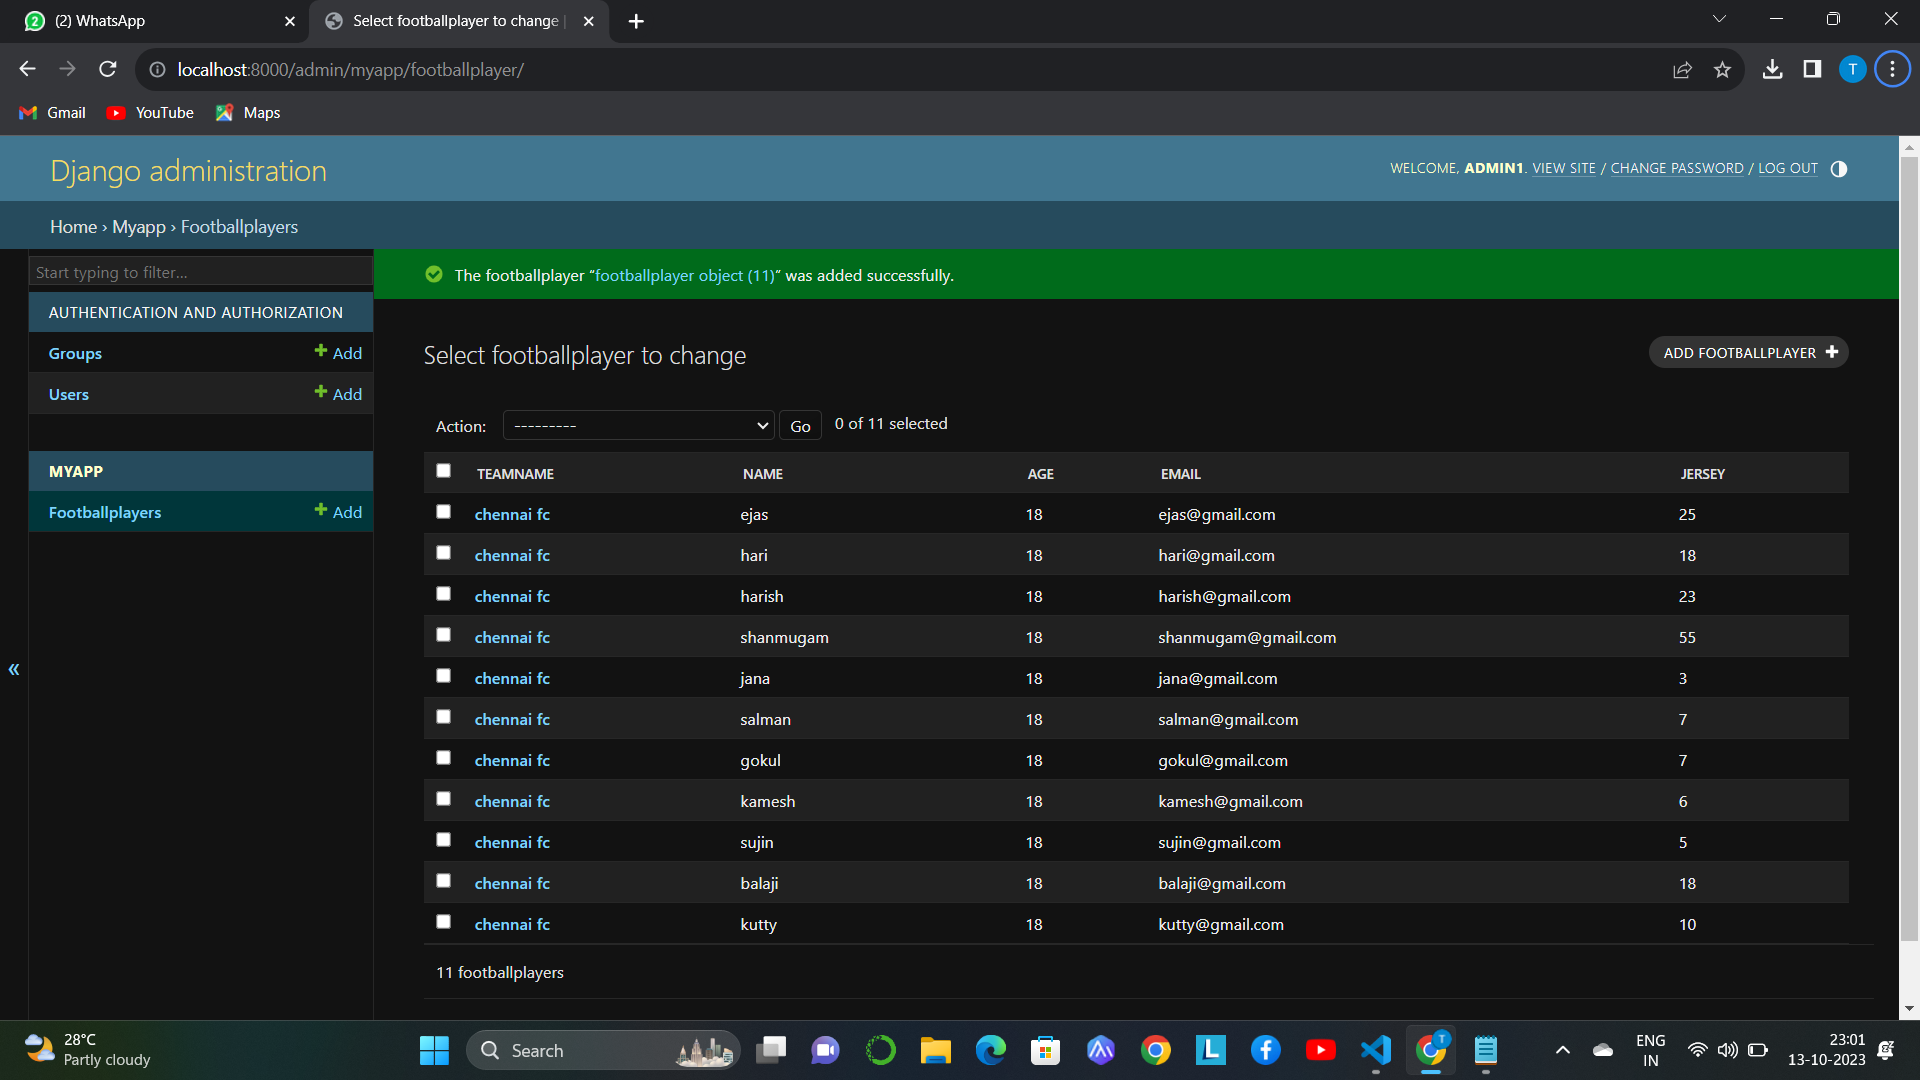 (2) WhatsApp
Select footballplayer to change |
localhost:8000/admin/myapp/footballplayer/
T
Gmail
YouTube
Maps
Django administration
WELCOME, ADMIN1. VIEW SITE / CHANGE PASSWORD / LOG OUT
Home › Myapp › Footballplayers
Start typing to filter...
AUTHENTICATION AND AUTHORIZATION
Groups + Add
Users + Add
MYAPP
Footballplayers + Add
«
The footballplayer “footballplayer object (11)” was added successfully.
Select footballplayer to change
ADD FOOTBALLPLAYER +
Action: --------- Go 0 of 11 selected
TEAMNAME NAME AGE EMAIL JERSEY
chennai fc ejas 18 ejas@gmail.com 25
chennai fc hari 18 hari@gmail.com 18
chennai fc harish 18 harish@gmail.com 23
chennai fc shanmugam 18 shanmugam@gmail.com 55
chennai fc jana 18 jana@gmail.com 3
chennai fc salman 18 salman@gmail.com 7
chennai fc gokul 18 gokul@gmail.com 7
chennai fc kamesh 18 kamesh@gmail.com 6
chennai fc sujin 18 sujin@gmail.com 5
chennai fc balaji 18 balaji@gmail.com 18
chennai fc kutty 18 kutty@gmail.com 10
11 footballplayers
28°C
Partly cloudy
Search
L
T
ENG
IN
23:01
13-10-2023